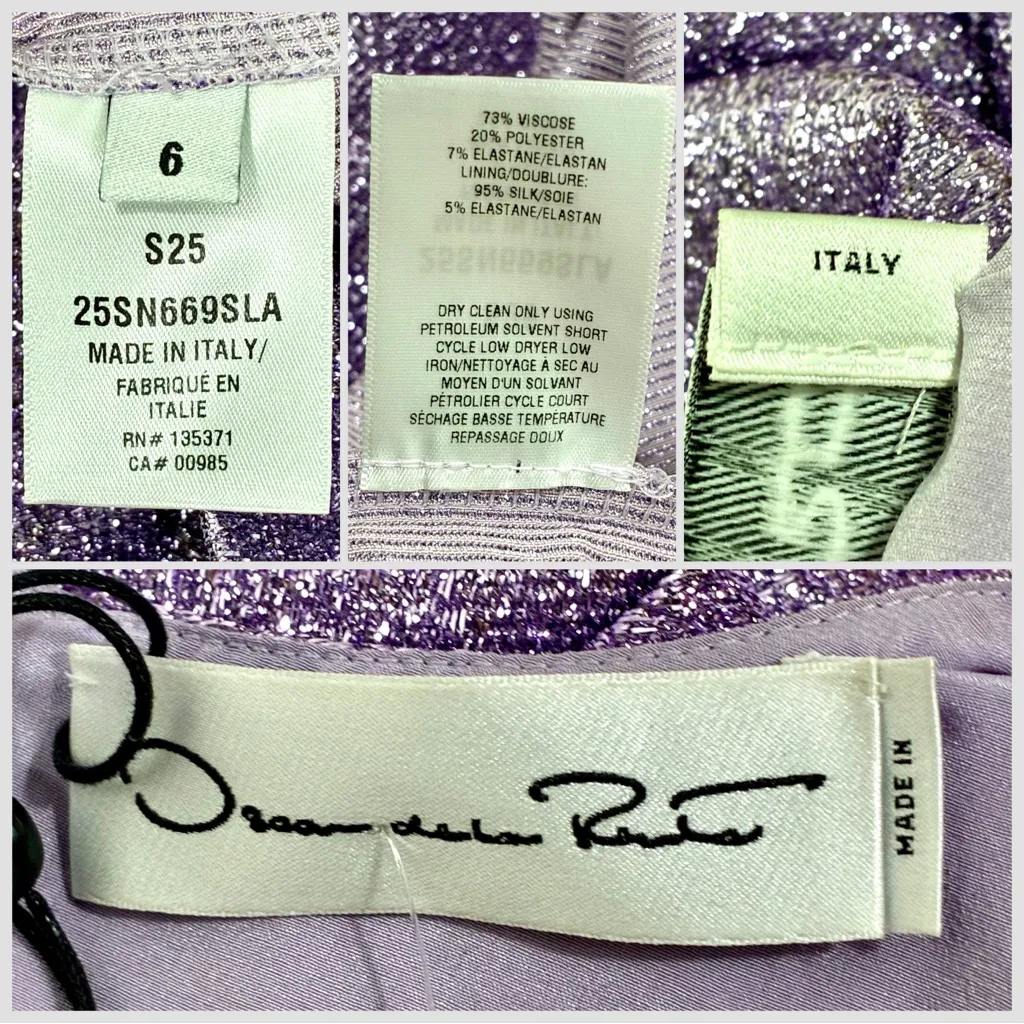 6
S25
25SN669SLA
MADE IN ITALY/
FABRIQUÉ EN
ITALIE
RN# 135371
CA# 00985
73% VISCOSE
20% POLYESTER
7% ELASTANE/ELASTAN
LINING/DOUBLURE:
95% SILK/SOIE
5% ELASTANE/ELASTAN
25SN669SLA
DRY CLEAN ONLY USING
PETROLEUM SOLVENT SHORT
CYCLE LOW DRYER LOW
IRON/NETTOYAGE À SEC AU
MOYEN D'UN SOLVANT
PÉTROLIER CYCLE COURT
SÉCHAGE BASSE TEMPÉRATURE
REPASSAGE DOUX
ITALY
Oscar de la Renta
MADE IN